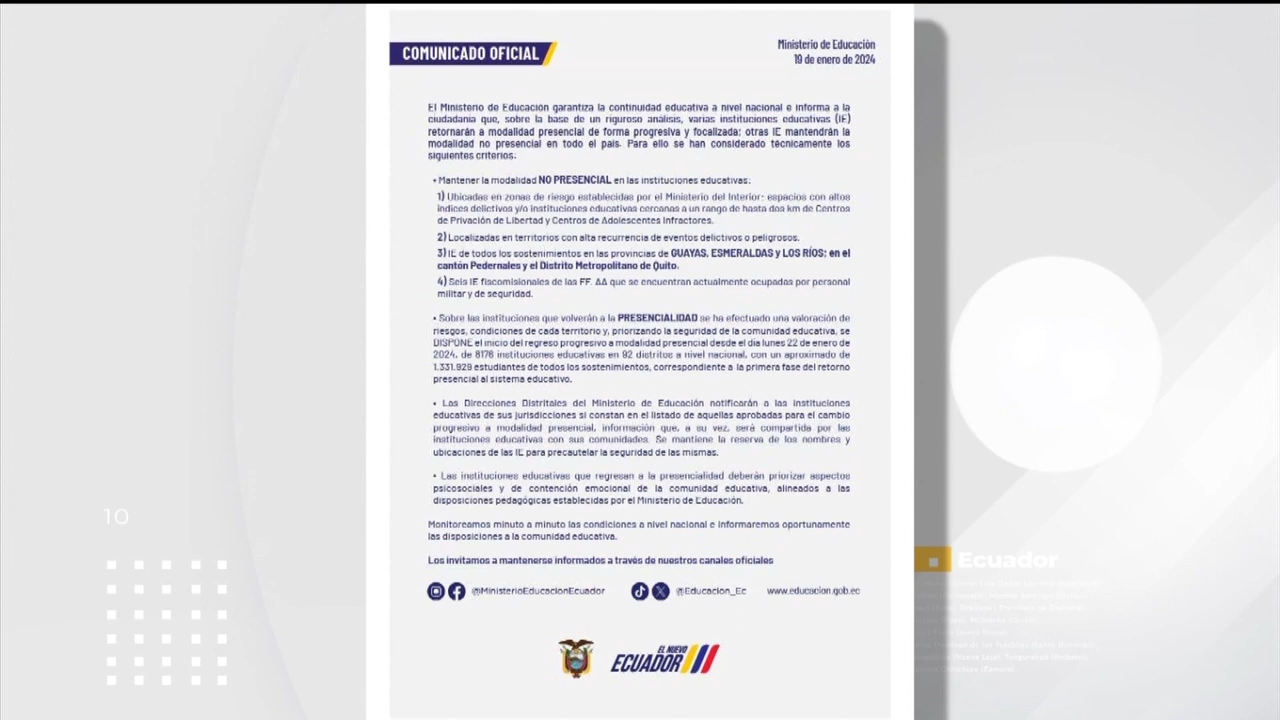 COMUNICADO OFICIAL
Ministerio de Educación
19 de enero de 2024
El Ministerio de Educación garantiza la continuidad educativa a nivel nacional e informa a la
ciudadanía que, sobre la base de un riguroso análisis, varias instituciones educativas (IE)
retornarán a modalidad presencial de forma progresiva y focalizada; otras IE mantendrán la
modalidad no presencial en todo el país. Para ello se han considerado técnicamente los
siguientes criterios.
• Mantener la modalidad NO PRESENCIAL en las instituciones educativas:
1) Ubicadas en zonas de riesgo establecidas por el Ministerio del Interior: espacios con altos
índices delictivos y/o instituciones educativas cercanas a un rango de hasta dos km de Centros
de Privación de Libertad y Centros de Adolescentes Infractores.
2) Localizadas en territorios con alta recurrencia de eventos delictivos o peligrosos.
3) IE de todos los sostenimientos en las provincias de GUAYAS, ESMERALDAS y LOS RÍOS; en el
cantón Pedernales y el Distrito Metropolitano de Quito.
4) Seis IE fiscomisionales de las FF. AA que se encuentran actualmente ocupadas por personal
militar y de seguridad.
• Sobre las instituciones que volverán a la PRESENCIALIDAD se ha efectuado una valoración de
riesgos, condiciones de cada territorio y, priorizando la seguridad de la comunidad educativa, se
DISPONE el inicio del regreso progresivo a modalidad presencial desde el día lunes 22 de enero de
2024, de 8176 instituciones educativas en 92 distritos a nivel nacional, con un aproximado de
1.331.929 estudiantes de todos los sostenimientos, correspondiente a la primera fase del retorno
presencial al sistema educativo.
• Las Direcciones Distritales del Ministerio de Educación notificarán a las instituciones
educativas de sus jurisdicciones si constan en el listado de aquellas aprobadas para el cambio
progresivo a modalidad presencial, información que, a su vez, será compartida por las
instituciones educativas con sus comunidades. Se mantiene la reserva de los nombres y
ubicaciones de las IE para precautelar la seguridad de las mismas.
• Las instituciones educativas que regresan a la presencialidad deberán priorizar aspectos
psicosociales y de contención emocional de la comunidad educativa, alineados a las
disposiciones pedagógicas establecidas por el Ministerio de Educación.
Monitoreamos minuto a minuto las condiciones a nivel nacional e informaremos oportunamente
las disposiciones a la comunidad educativa.
Los invitamos a mantenerse informados a través de nuestros canales oficiales
@MinisterioEducacionEcuador
@Educacion_Ec
www.educacion.gob.ec
EL NUEVO
ECUADOR
10
Ecuador